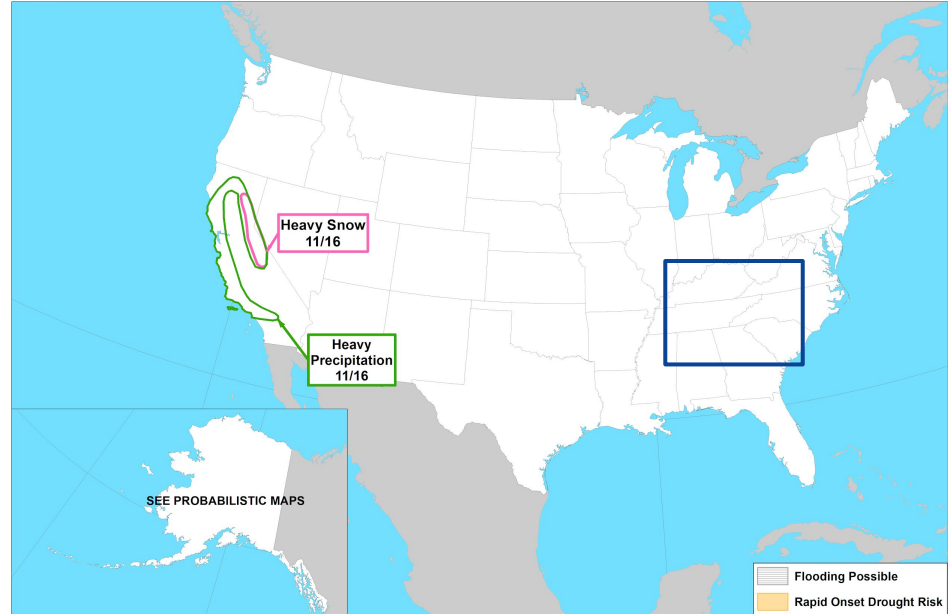 Heavy Snow
11/16
Heavy
Precipitation
11/16
SEE PROBABILISTIC MAPS
Flooding Possible
Rapid Onset Drought Risk